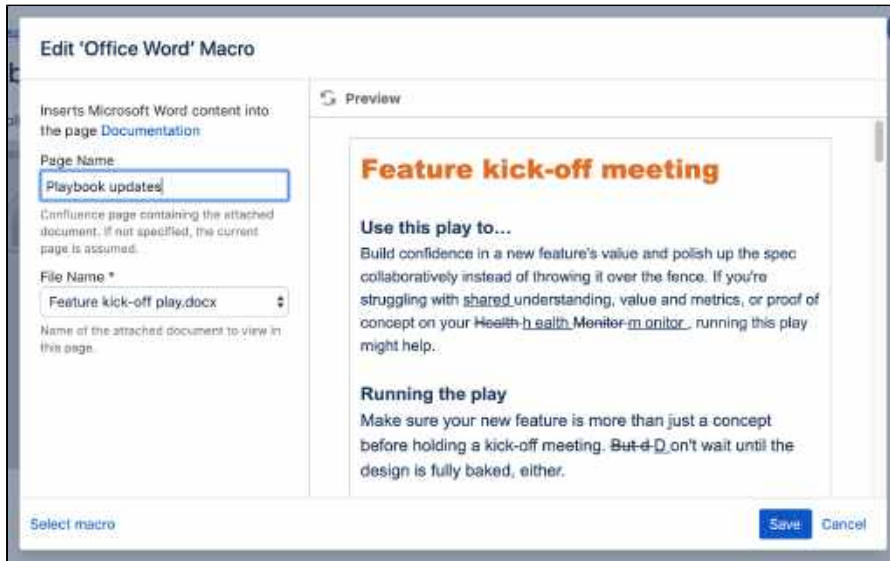 Edit 'Office Word' Macro
Inserts Microsoft Word content into
the page Documentation
Page Name
Playbook updates
Confluence page containing the attached
document. If not specified, the current
page is assumed.
File Name *
Feature kick-off play.docx
Name of the attached document to view in
this page.
Preview
Feature kick-off meeting
Use this play to...
Build confidence in a new feature's value and polish up the spec
collaboratively instead of throwing it over the fence. If you're
struggling with shared understanding, value and metrics, or proof of
concept on your Health h ealth Monitor m onitor , running this play
might help.
Running the play
Make sure your new feature is more than just a concept
before holding a kick-off meeting. But d D on't wait until the
design is fully baked, either.
Select macro
Save
Cancel